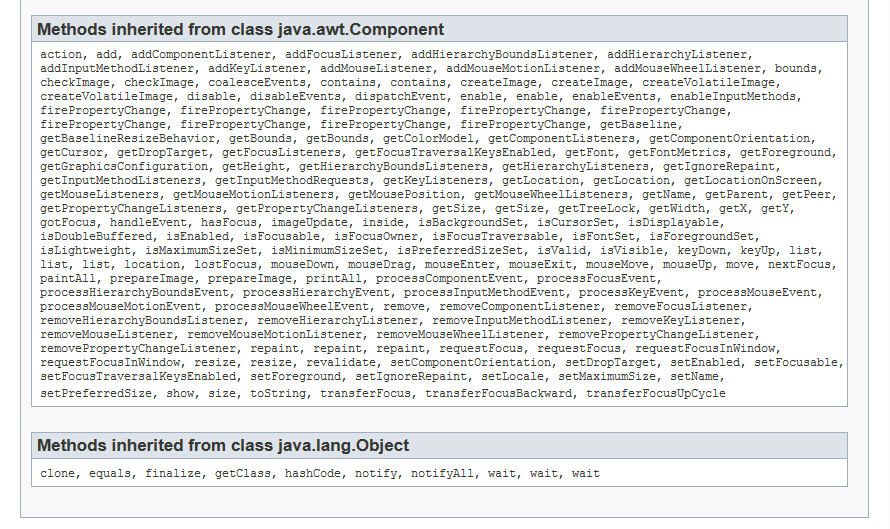 Methods inherited from class java.awt.Component
action, add, addComponentListener, addFocusListener, addHierarchyBoundsListener, addHierarchyListener,
addInputMethodListener, addKeyListener, addMouseListener, addMouseMotionListener, addMouseWheelListener, bounds,
checkImage, checkImage, coalesceEvents, contains, contains, createImage, createImage, createVolatileImage,
createVolatileImage, disable, disableEvents, dispatchEvent, enable, enable, enableEvents, enableInputMethods,
firePropertyChange, firePropertyChange, firePropertyChange, firePropertyChange, firePropertyChange,
firePropertyChange, firePropertyChange, firePropertyChange, firePropertyChange, getBaseline,
getBaselineResizeBehavior, getBounds, getBounds, getColorModel, getComponentListeners, getComponentOrientation,
getCursor, getDropTarget, getFocusListeners, getFocusTraversalKeysEnabled, getFont, getFontMetrics, getForeground,
getGraphicsConfiguration, getHeight, getHierarchyBoundsListeners, getHierarchyListeners, getIgnoreRepaint,
getInputMethodListeners, getInputMethodRequests, getKeyListeners, getLocation, getLocation, getLocationOnScreen,
getMouseListeners, getMouseMotionListeners, getMousePosition, getMouseWheelListeners, getName, getParent, getPeer,
getPropertyChangeListeners, getPropertyChangeListeners, getSize, getSize, getTreeLock, getWidth, getX, getY,
gotFocus, handleEvent, hasFocus, imageUpdate, inside, isBackgroundSet, isCursorSet, isDisplayable,
isDoubleBuffered, isEnabled, isFocusable, isFocusOwner, isFocusTraversable, isFontSet, isForegroundSet,
isLightweight, isMaximumSizeSet, isMinimumSizeSet, isPreferredSizeSet, isValid, isVisible, keyDown, keyUp, list,
list, list, location, lostFocus, mouseDown, mouseDrag, mouseEnter, mouseExit, mouseMove, mouseUp, move, nextFocus,
paintAll, prepareImage, prepareImage, printAll, processComponentEvent, processFocusEvent,
processHierarchyBoundsEvent, processHierarchyEvent, processInputMethodEvent, processKeyEvent, processMouseEvent,
processMouseMotionEvent, processMouseWheelEvent, remove, removeComponentListener, removeFocusListener,
removeHierarchyBoundsListener, removeHierarchyListener, removeInputMethodListener, removeKeyListener,
removeMouseListener, removeMouseMotionListener, removeMouseWheelListener, removePropertyChangeListener,
removePropertyChangeListener, repaint, repaint, repaint, requestFocus, requestFocus, requestFocusInWindow,
requestFocusInWindow, resize, resize, revalidate, setComponentOrientation, setDropTarget, setEnabled, setFocusable,
setFocusTraversalKeysEnabled, setForeground, setIgnoreRepaint, setLocale, setMaximumSize, setName,
setPreferredSize, show, size, toString, transferFocus, transferFocusBackward, transferFocusUpCycle
Methods inherited from class java.lang.Object
clone, equals, finalize, getClass, hashCode, notify, notifyAll, wait, wait, wait